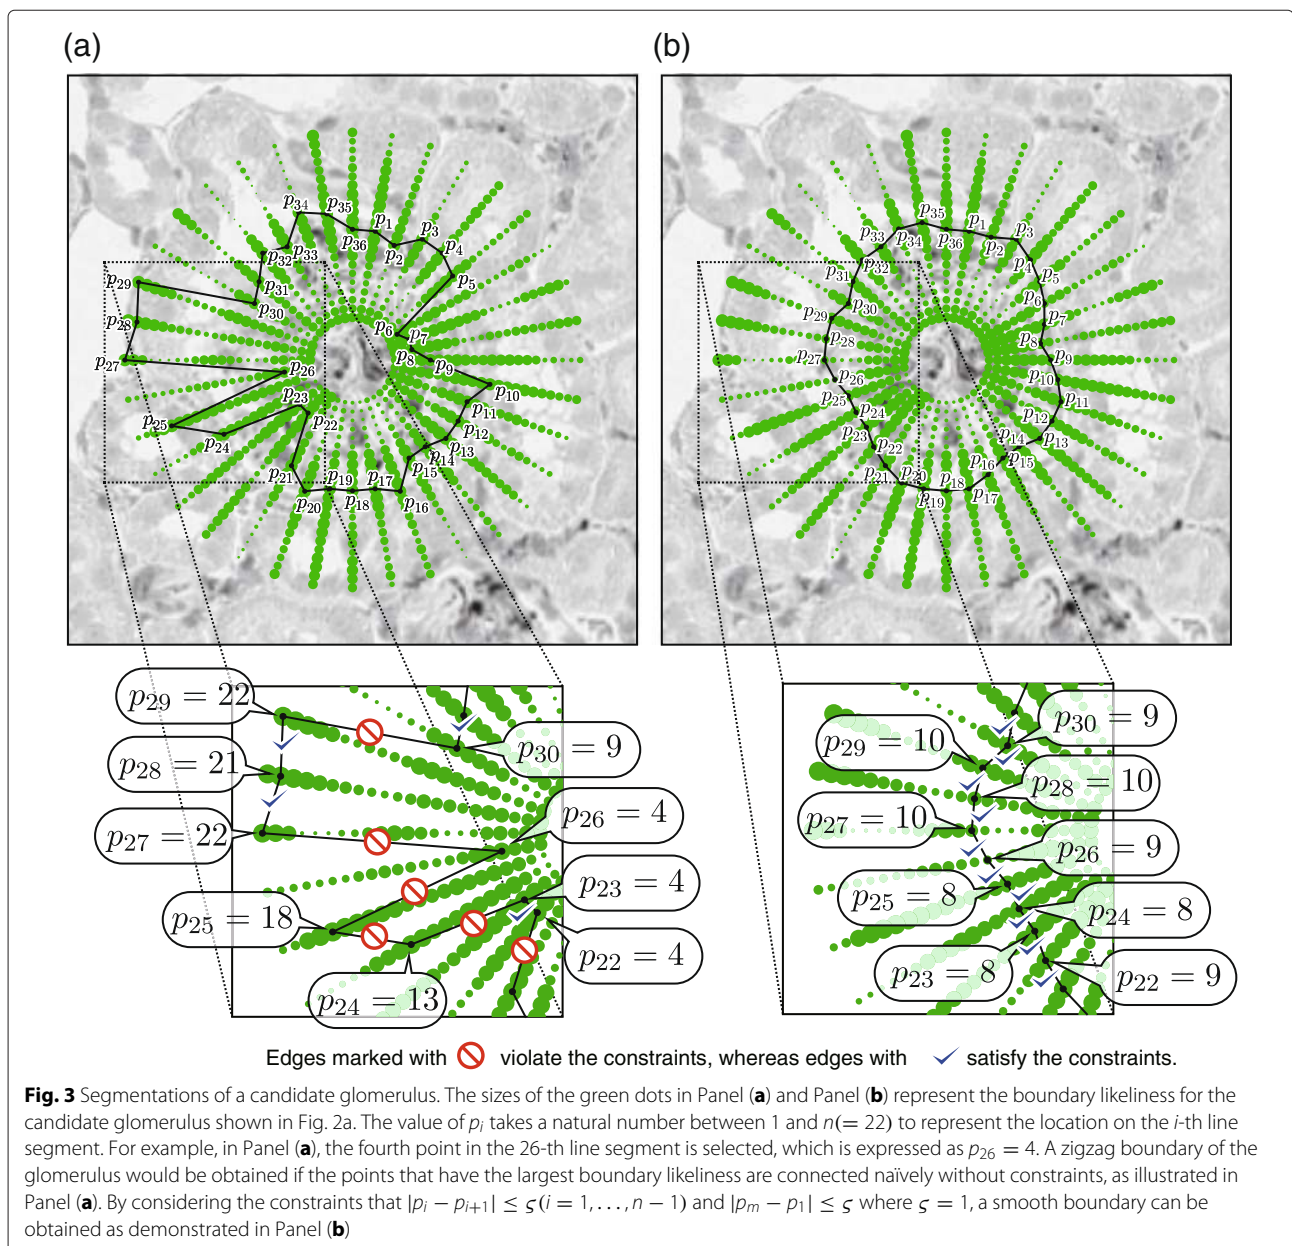 (a)
(b)
p34 p35 p1 p3
p36 p2 p4
p32 p33 p5
p29 p31
p30
p28 p6 p7
p27 p8 p9
p26 p10
p23 p11
p25 p22 p12
p24 p13
p21 p15 p14
p19 p17
p20 p18 p16
p35 p1 p3
p33 p34 p36 p2
p32 p4
p31 p5
p30 p6
p29 p7
p28 p8
p27 p9
p26 p10
p25 p11
p24 p12
p23 p13
p22 p14
p15
p21 p20 p16
p19 p18 p17
p29 = 22
p30 = 9
p28 = 21
p26 = 4
p27 = 22
p23 = 4
p25 = 18
p22 = 4
p24 = 13
p30 = 9
p29 = 10
p28 = 10
p27 = 10
p26 = 9
p25 = 8
p24 = 8
p23 = 8
p22 = 9
Edges marked with violate the constraints, whereas edges with satisfy the constraints.
Fig. 3 Segmentations of a candidate glomerulus. The sizes of the green dots in Panel (a) and Panel (b) represent the boundary likeliness for the
candidate glomerulus shown in Fig. 2a. The value of pi takes a natural number between 1 and n(= 22) to represent the location on the i-th line
segment. For example, in Panel (a), the fourth point in the 26-th line segment is selected, which is expressed as p26 = 4. A zigzag boundary of the
glomerulus would be obtained if the points that have the largest boundary likeliness are connected naïvely without constraints, as illustrated in
Panel (a). By considering the constraints that |pi − pi+1| ≤ ς(i = 1, . . . , n − 1) and |pm − p1| ≤ ς where ς = 1, a smooth boundary can be
obtained as demonstrated in Panel (b)